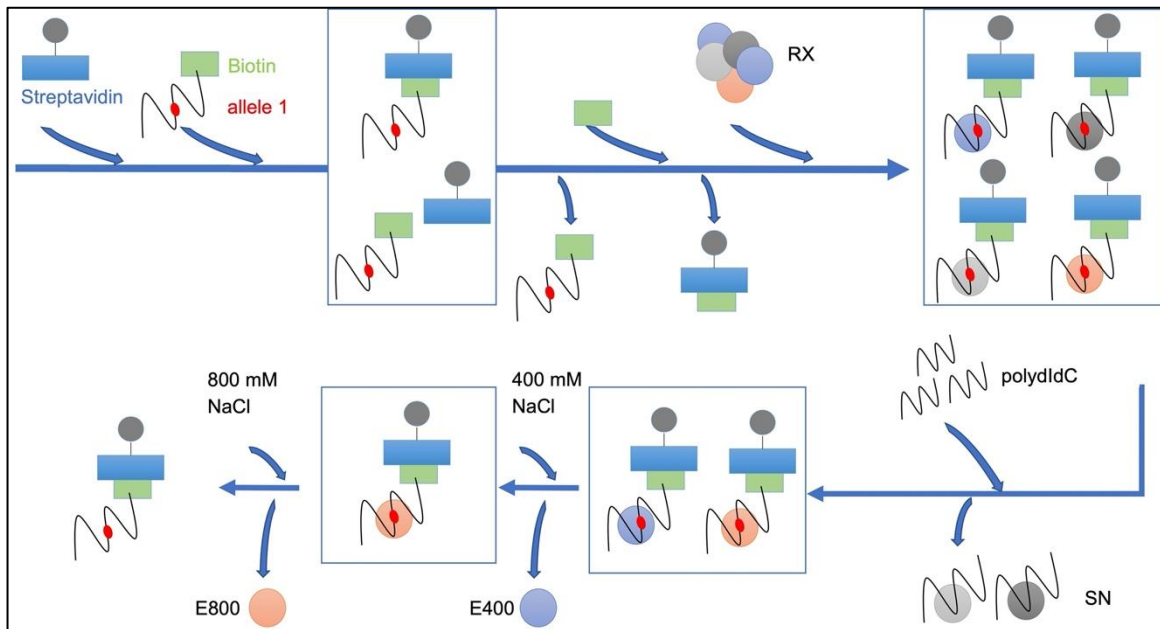 Biotin
Streptavidin
allele 1
RX
polydIdC
800 mM
NaCl
400 mM
NaCl
E800
E400
SN